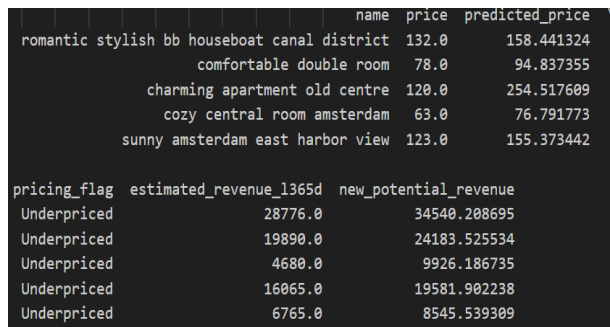 name price predicted_price
romantic stylish bb houseboat canal district 132.0 158.441324
comfortable double room 78.0 94.837355
charming apartment old centre 120.0 254.517609
cozy central room amsterdam 63.0 76.791773
sunny amsterdam east harbor view 123.0 155.373442
pricing_flag estimated_revenue_l365d new_potential_revenue
Underpriced 28776.0 34540.208695
Underpriced 19890.0 24183.525534
Underpriced 4680.0 9926.186735
Underpriced 16065.0 19581.902238
Underpriced 6765.0 8545.539309